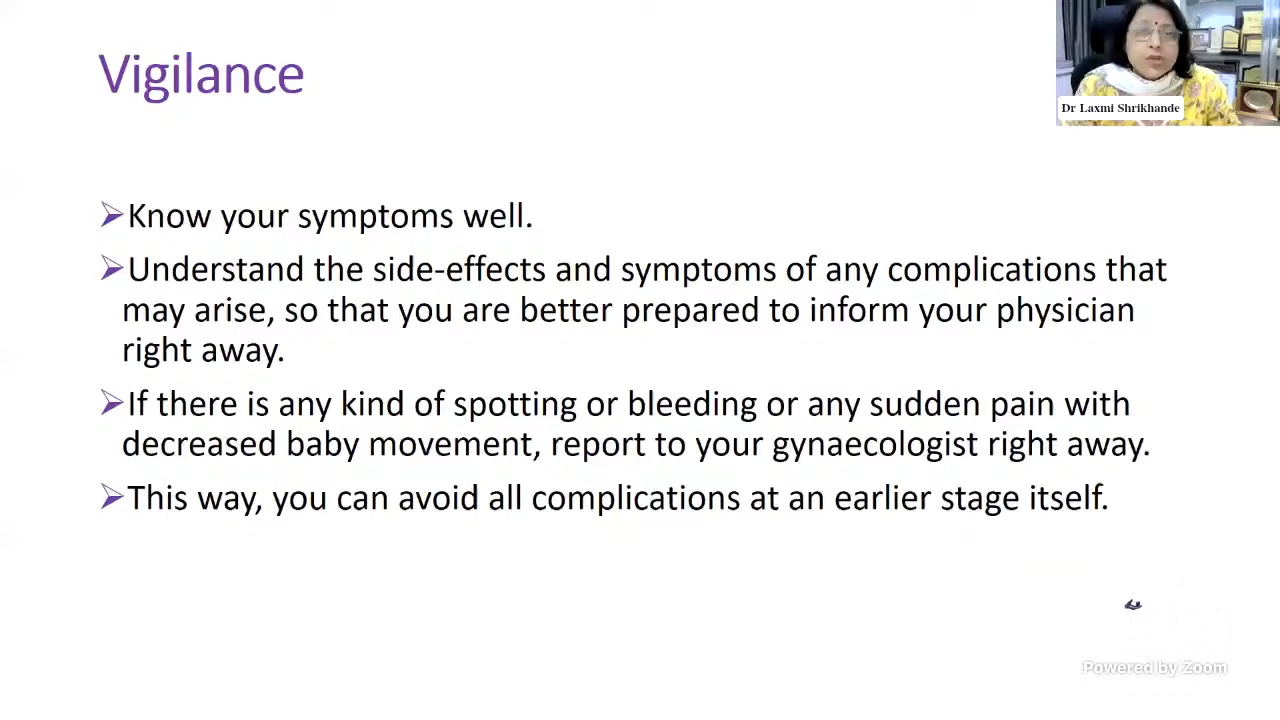 Vigilance
Dr Laxmi Shrikhande
➢Know your symptoms well.
➢Understand the side-effects and symptoms of any complications that
may arise, so that you are better prepared to inform your physician
right away.
➢If there is any kind of spotting or bleeding or any sudden pain with
decreased baby movement, report to your gynaecologist right away.
➢This way, you can avoid all complications at an earlier stage itself.
Powered by Zoom